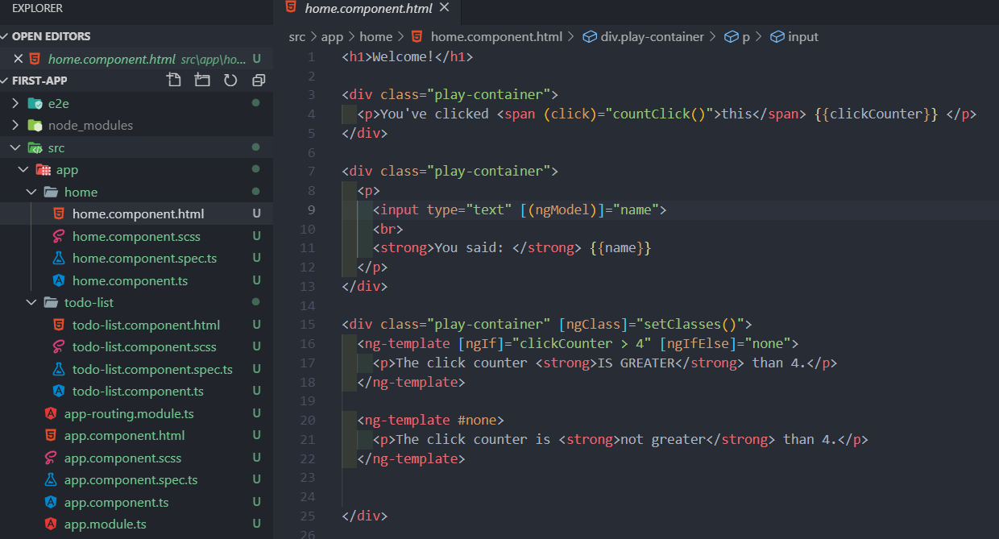 EXPLORER
OPEN EDITORS
home.component.html src\app\ho... U
FIRST-APP
e2e
node_modules
src
app
home
home.component.html U
home.component.scss U
home.component.spec.ts U
home.component.ts U
todo-list
todo-list.component.html U
todo-list.component.scss U
todo-list.component.spec.ts U
todo-list.component.ts U
app-routing.module.ts U
app.component.html U
app.component.scss U
app.component.spec.ts U
app.component.ts U
app.module.ts U
home.component.html
src > app > home > home.component.html > div.play-container > p > input
1 <h1>Welcome!</h1>
2
3 <div class="play-container">
4 <p>You've clicked <span (click)="countClick()">this</span> {{clickCounter}} </p>
5 </div>
6
7 <div class="play-container">
8 <p>
9 <input type="text" [(ngModel)]="name">
10 <br>
11 <strong>You said: </strong> {{name}}
12 </p>
13 </div>
14
15 <div class="play-container" [ngClass]="setClasses()">
16 <ng-template [ngIf]="clickCounter > 4" [ngIfElse]="none">
17 <p>The click counter <strong>IS GREATER</strong> than 4.</p>
18 </ng-template>
19
20 <ng-template #none>
21 <p>The click counter is <strong>not greater</strong> than 4.</p>
22 </ng-template>
23
24
25 </div>
26